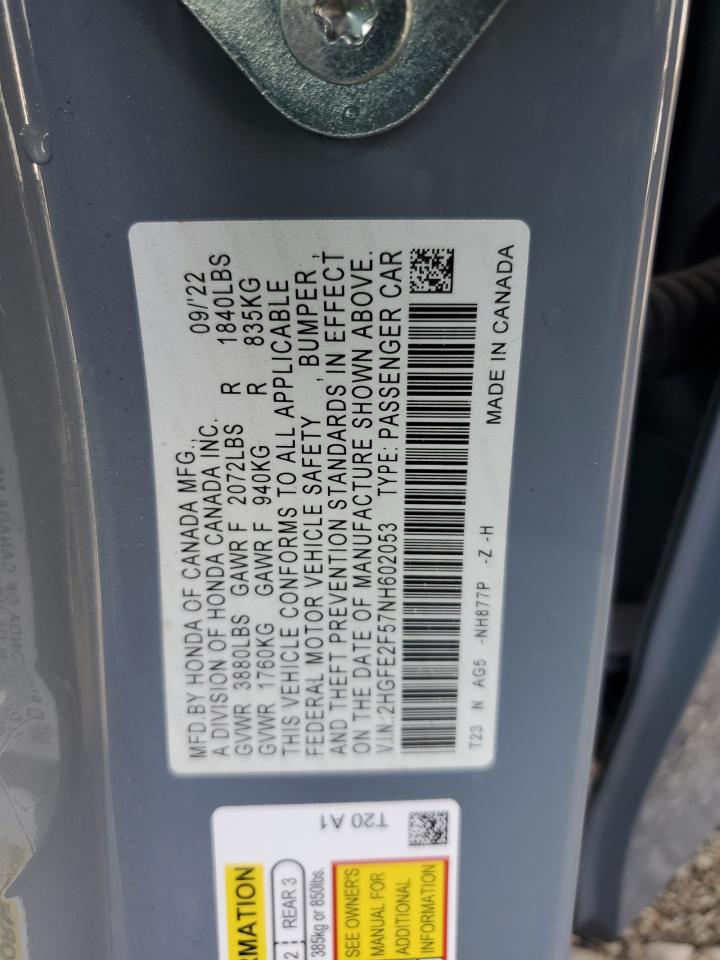 MFD.BY HONDA OF CANADA MFG., 09/'22
A DIVISION OF HONDA CANADA INC.
GVWR 3880LBS GAWR F 2072LBS R 1840LBS
GVWR 1760KG GAWR F 940KG R 835KG
THIS VEHICLE CONFORMS TO ALL APPLICABLE
FEDERAL MOTOR VEHICLE SAFETY , BUMPER ,
AND THEFT PREVENTION STANDARDS IN EFFECT
ON THE DATE OF MANUFACTURE SHOWN ABOVE.
V.I.N.:2HGFE2F57NH602053 TYPE: PASSENGER CAR
T23 N AG5 -NH877P -Z -H
MADE IN CANADA
T20 A1
RMATION
2 REAR 3
385kg or 850lbs.
SEE OWNER'S
MANUAL FOR
ADDITIONAL
INFORMATION